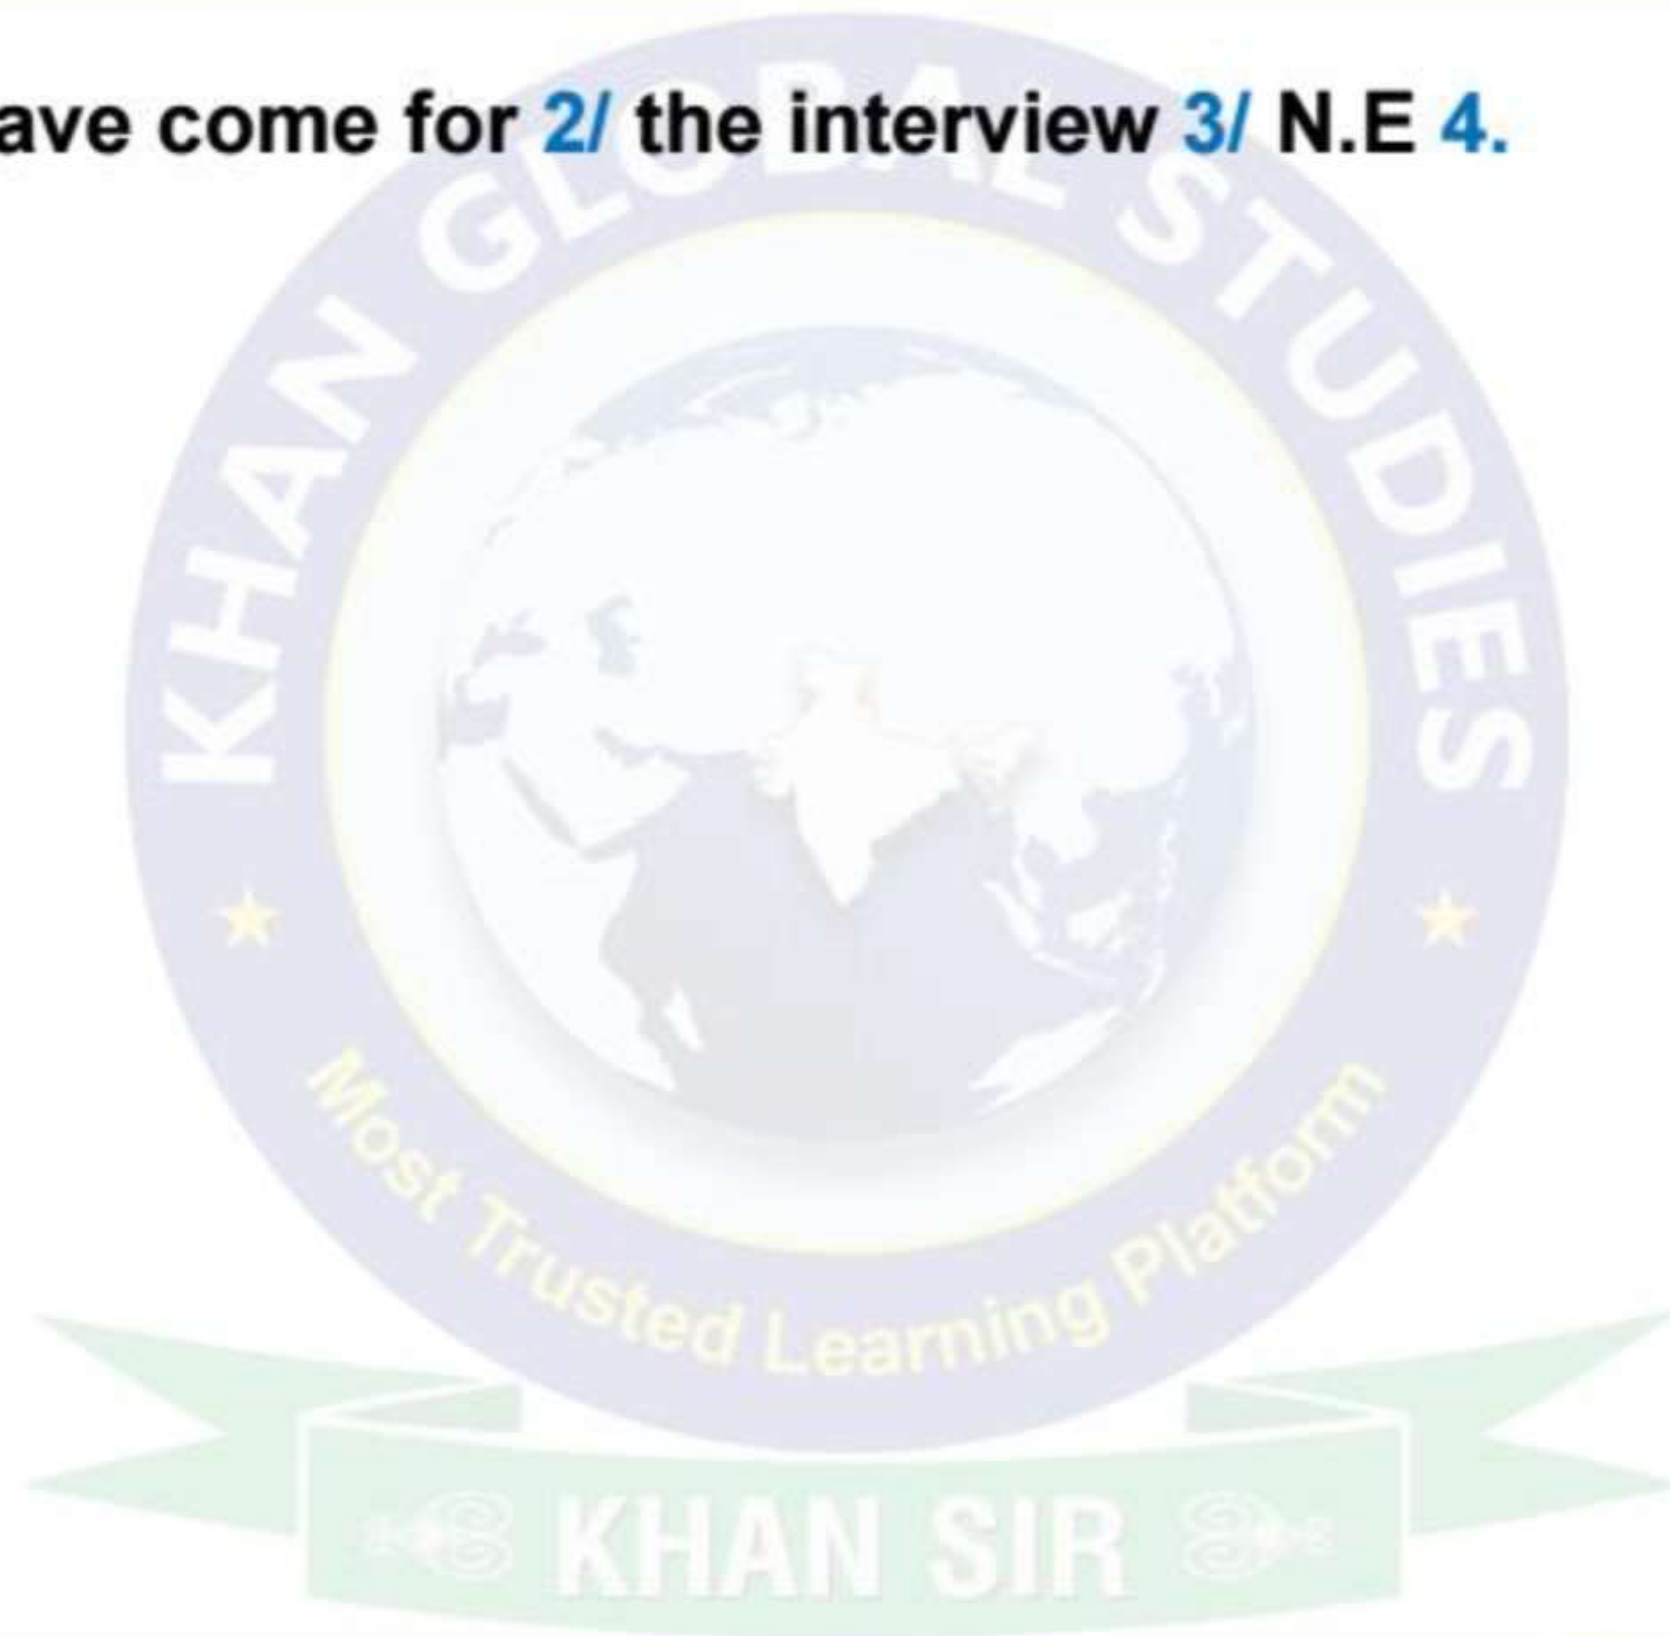 ave come for 2/ the interview 3/ N.E 4.
KHAN GLOBAL STUDIES
Most Trusted Learning Platform
KHAN SIR